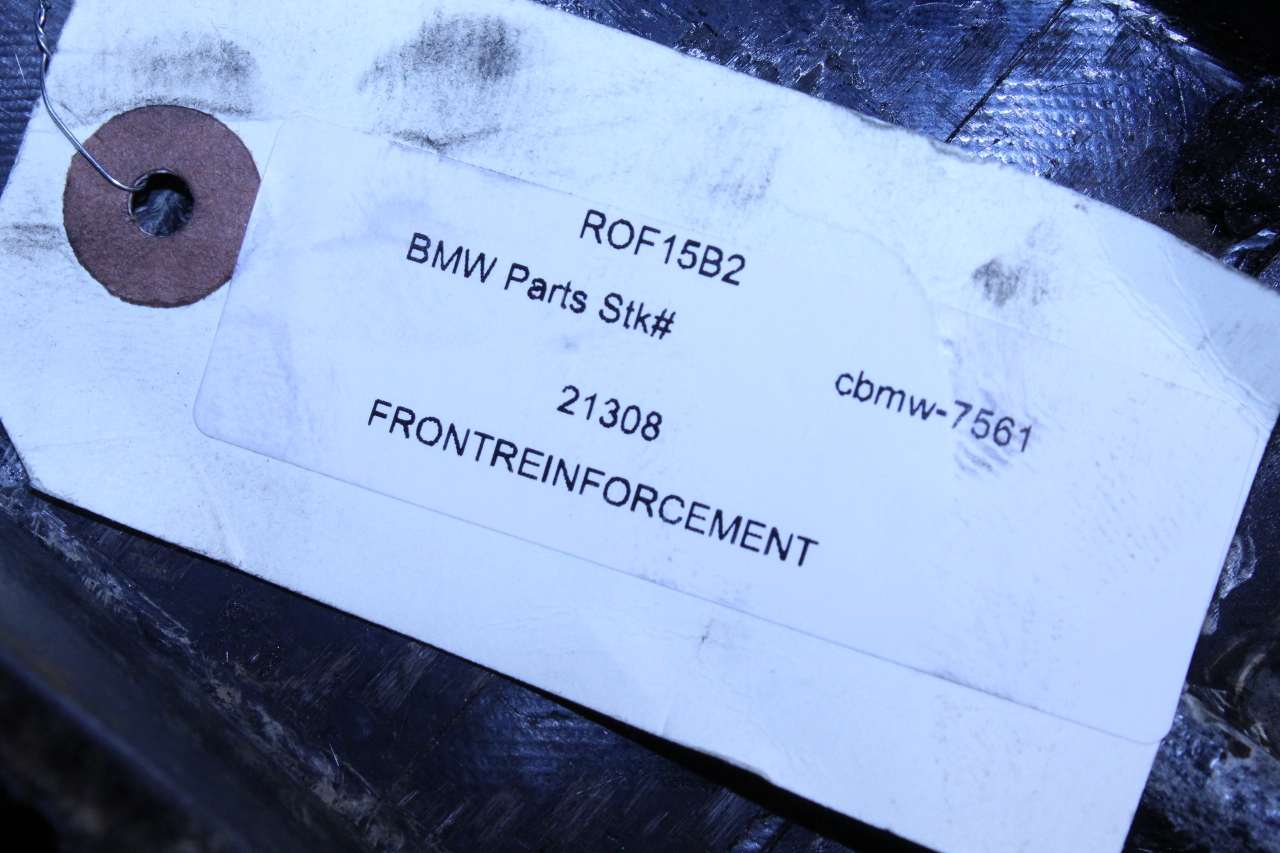 ROF15B2
BMW Parts Stk#
cbmw-7561
21308
FRONTREINFORCEMENT